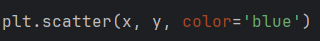 plt.scatter(x, y, color='blue')